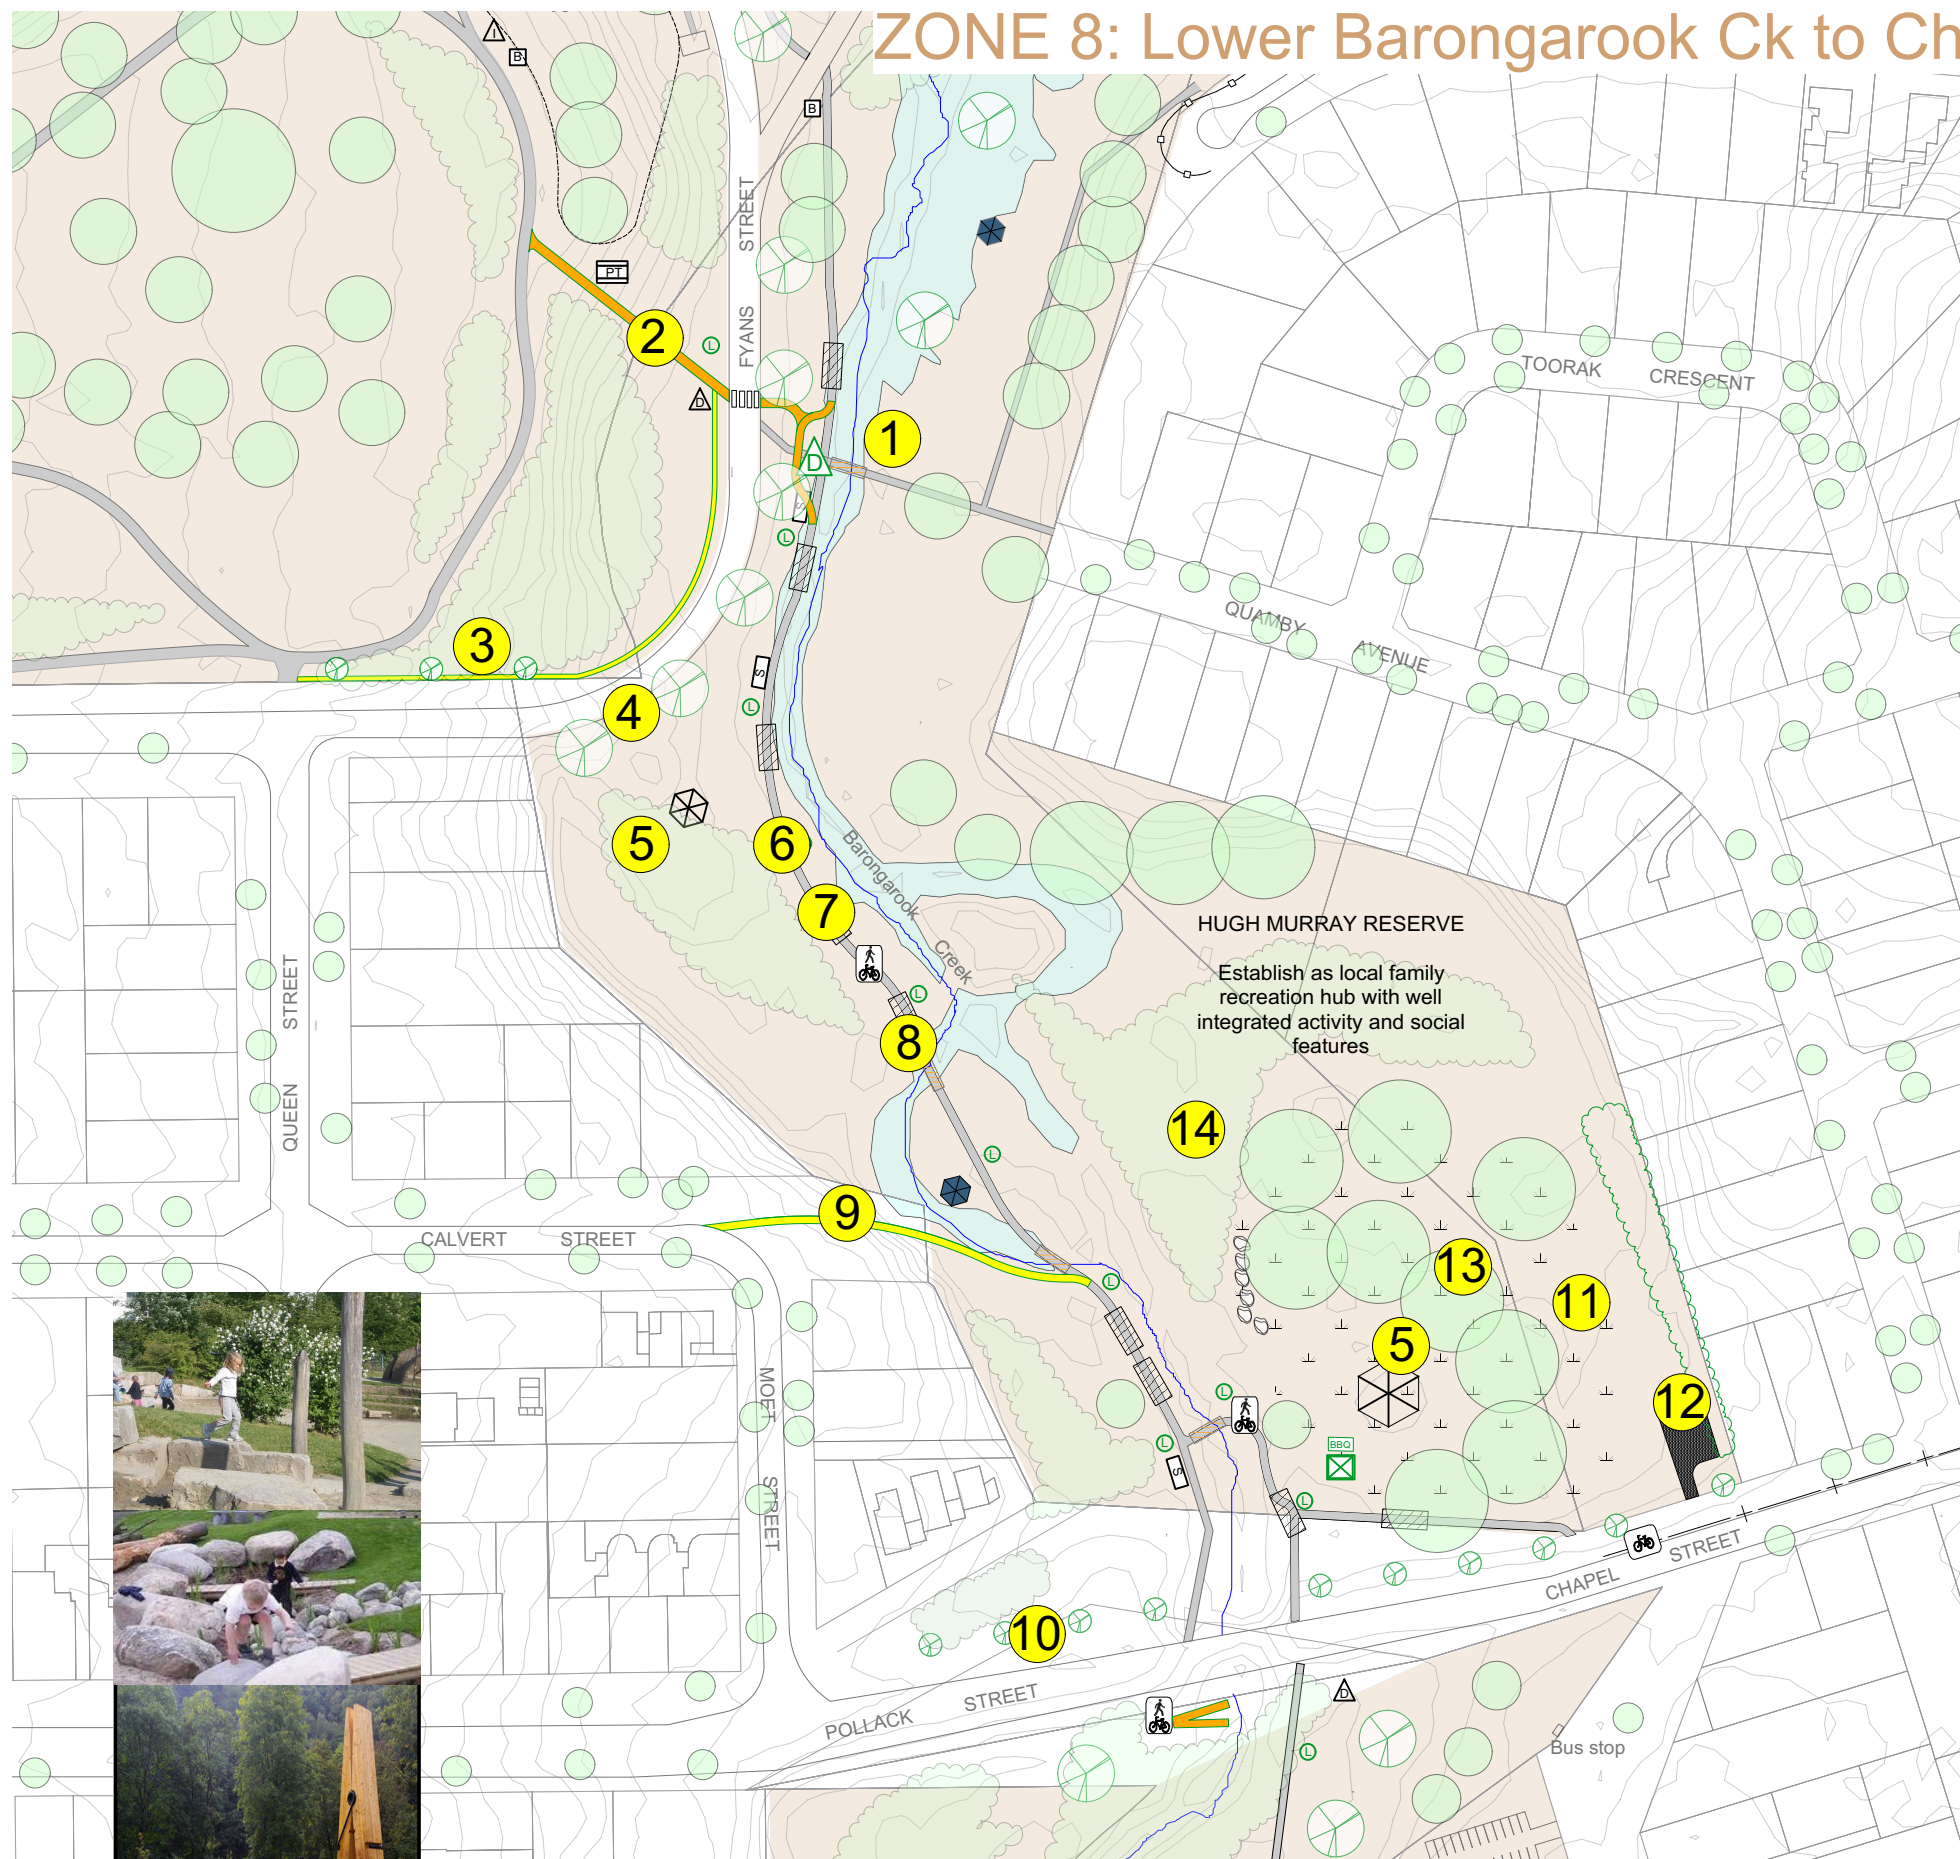 ZONE 8: Lower Barongarook Ck to Ch
I
B
B
PT
FYANS STREET
2
L
D
1
D
S
L
TOORAK CRESCENT
QUAMBY AVENUE
3
S
4
L
5
6
7
Barongarook Creek
HUGH MURRAY RESERVE
Establish as local family
recreation hub with well
integrated activity and social
features
L
8
QUEEN STREET
14
L
9
CALVERT STREET
13
11
L
5
12
L
MOET STREET
L
BBQ
S
L
CHAPEL STREET
10
POLLACK STREET
D
L
Bus stop